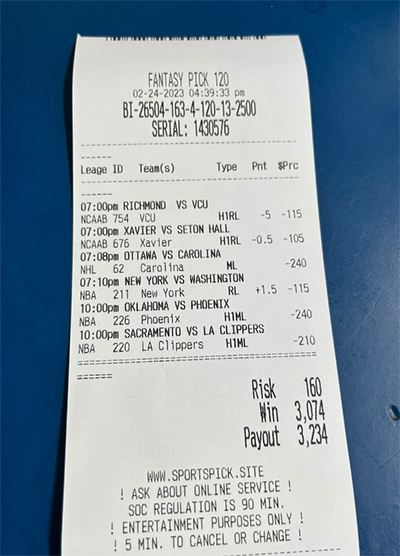 FANTASY PICK 120
02-24-2023 04:39:33 pm
BI-26504-163-4-120-13-2500
SERIAL: 1430576
Leage ID Team(s) Type Pnt $Prc
07:00pm RICHMOND VS VCU
NCAAB 754 VCU H1RL -5 -115
07:00pm XAVIER VS SETON HALL
NCAAB 676 Xavier H1RL -0.5 -105
07:08pm OTTAWA VS CAROLINA
NHL 62 Carolina ML -240
07:10pm NEW YORK VS WASHINGTON
NBA 211 New York RL +1.5 -115
10:00pm OKLAHOMA VS PHOENIX
NBA 226 Phoenix H1ML -240
10:00pm SACRAMENTO VS LA CLIPPERS
NBA 220 LA Clippers H1ML -210
Risk 160
Win 3,074
Payout 3,234
WWW.SPORTSPICK.SITE
! ASK ABOUT ONLINE SERVICE !
SOC REGULATION IS 90 MIN.
! ENTERTAINMENT PURPOSES ONLY !
! 5 MIN. TO CANCEL OR CHANGE !